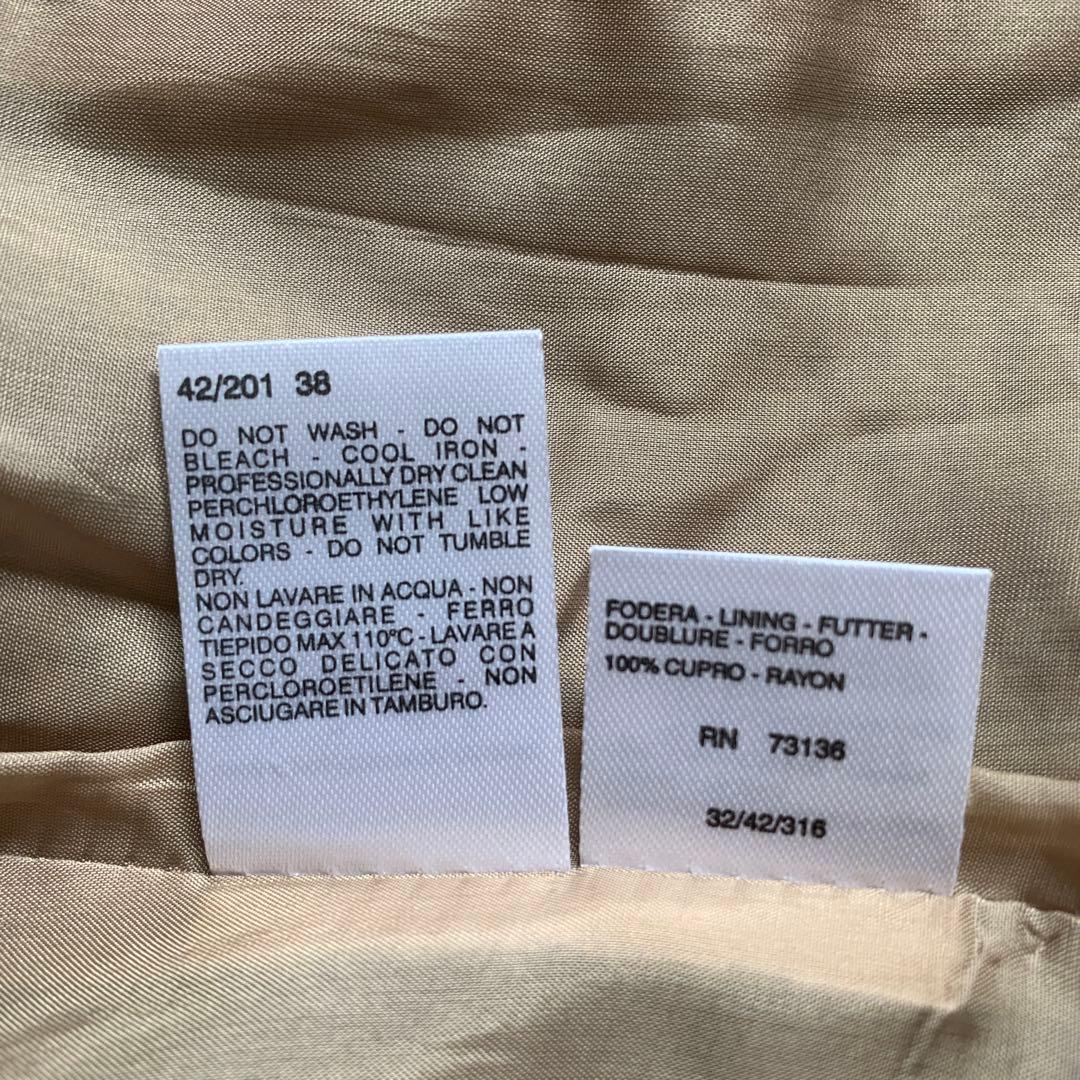 42/201 38
DO NOT WASH - DO NOT
BLEACH - COOL IRON -
PROFESSIONALLY DRY CLEAN
PERCHLOROETHYLENE LOW
MOISTURE WITH LIKE
COLORS - DO NOT TUMBLE
DRY.
NON LAVARE IN ACQUA - NON
CANDEGGIARE - FERRO
TIEPIDO MAX 110°C - LAVARE A
SECCO DELICATO CON
PERCLOROETILENE - NON
ASCIUGARE IN TAMBURO.
FODERA - LINING - FUTTER -
DOUBLURE - FORRO
100% CUPRO - RAYON
RN 73136
32/42/316